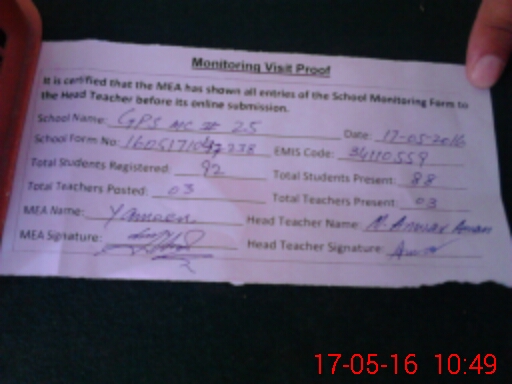 Monitoring Visit Proof
It is certified that the MEA has shown all entries of the School Monitoring Form to
the Head Teacher before its online submission.
School Name: GPS MC 25 Date: 17-05-2016
School Form No: EMIS Code: 34110559
Total Students Registered: 92 Total Students Present: 88
Total Teachers Posted: 03 Total Teachers Present: 03
MEA Name: Yameen Head Teacher Name: M. Anwar
MEA Signature: Head Teacher Signature:
17-05-16 10:49